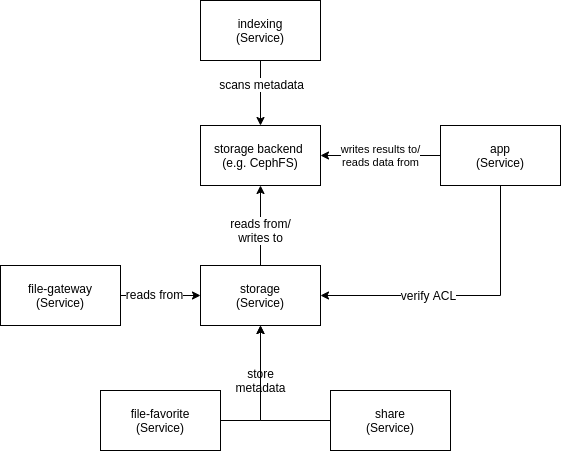 indexing
(Service)
scans metadata
storage backend
(e.g. CephFS)
writes results to/
reads data from
app
(Service)
reads from/
writes to
file-gateway
(Service)
reads from
storage
(Service)
verify ACL
store
metadata
file-favorite
(Service)
share
(Service)